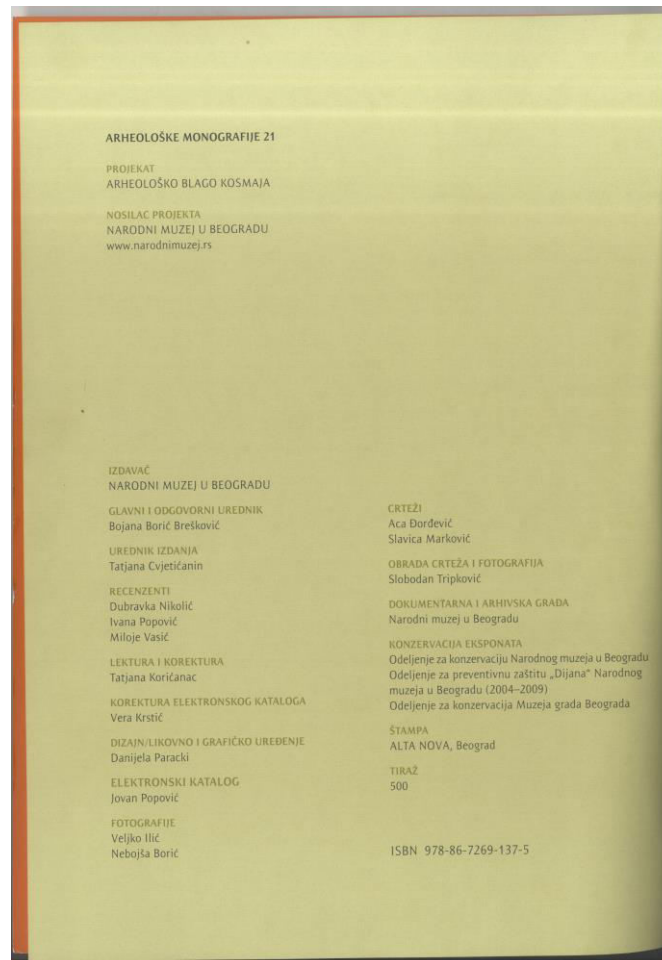 ARHEOLOŠKE MONOGRAFIJE 21
PROJEKAT
ARHEOLOŠKO BLAGO KOSMAJA
NOSILAC PROJEKTA
NARODNI MUZEJ U BEOGRADU
www.narodnimuzej.rs
IZDAVAČ
NARODNI MUZEJ U BEOGRADU
GLAVNI I ODGOVORNI UREDNIK
Bojana Borić Brešković
UREDNIK IZDANJA
Tatjana Cvjetićanin
RECENZENTI
Dubravka Nikolić
Ivana Popović
Miloje Vasić
LEKTURA I KOREKTURA
Tatjana Korićanac
KOREKTURA ELEKTRONSKOG KATALOGA
Vera Krstić
DIZAJN/LIKOVNO I GRAFIČKO UREĐENJE
Danijela Paracki
ELEKTRONSKI KATALOG
Jovan Popović
FOTOGRAFIJE
Veljko Ilić
Nebojša Borić
CRTEŽI
Aca Đorđević
Slavica Marković
OBRADA CRTEŽA I FOTOGRAFIJA
Slobodan Tripković
DOKUMENTARNA I ARHIVSKA GRAĐA
Narodni muzej u Beogradu
KONZERVACIJA EKSPONATA
Odeljenje za konzervaciju Narodnog muzeja u Beogradu
Odeljenje za preventivnu zaštitu „Dijana“ Narodnog
muzeja u Beogradu (2004–2009)
Odeljenje za konzervacija Muzeja grada Beograda
ŠTAMPA
ALTA NOVA, Beograd
TIRAŽ
500
ISBN 978-86-7269-137-5